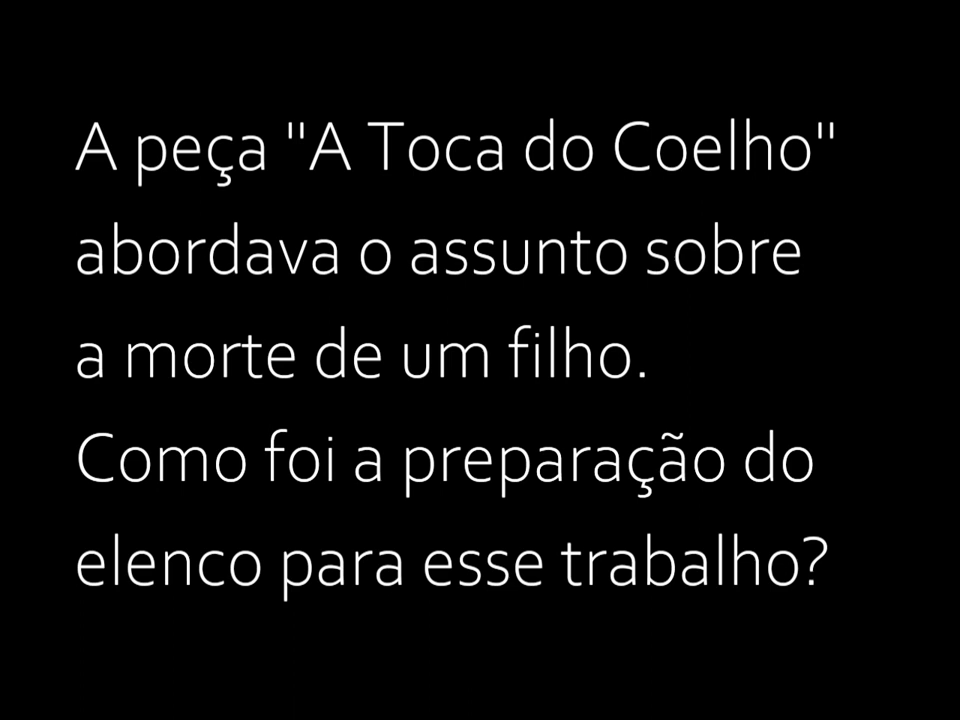 A peça "A Toca do Coelho"
abordava o assunto sobre
a morte de um filho.
Como foi a preparação do
elenco para esse trabalho?